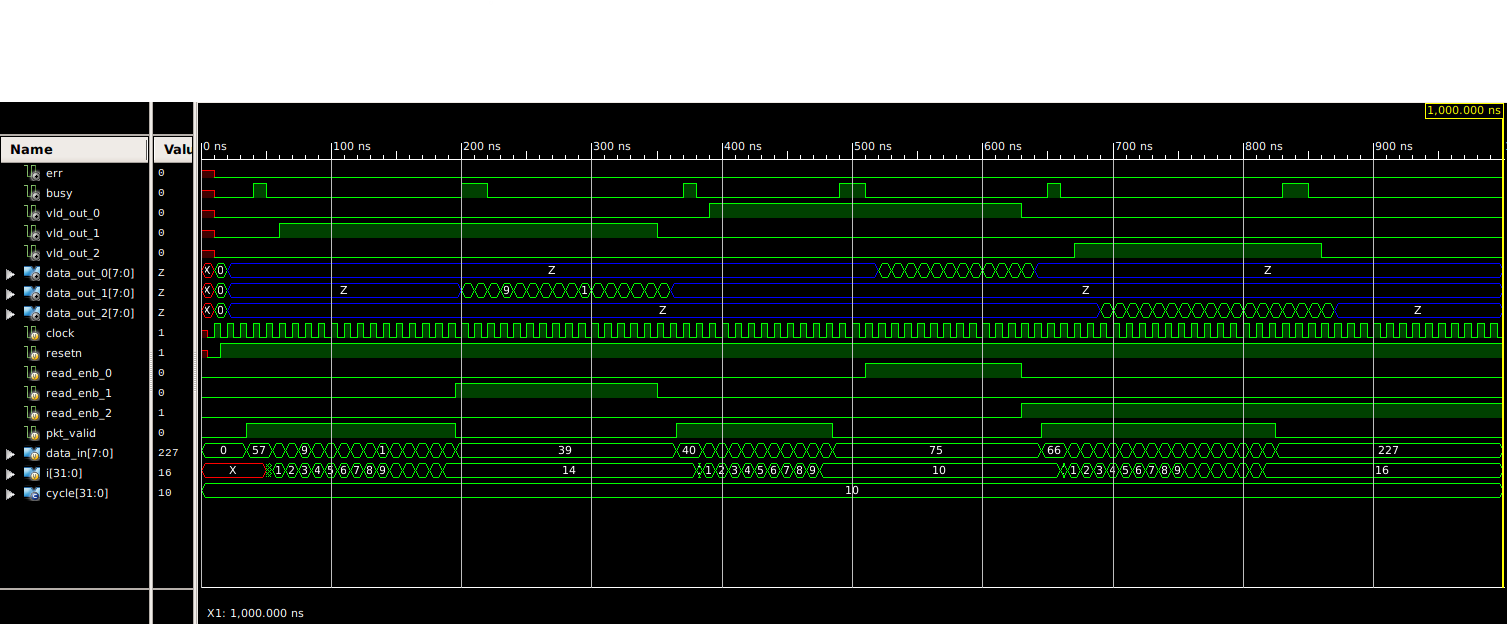 1,000.000 ns
Name Valu 0 ns 100 ns 200 ns 300 ns 400 ns 500 ns 600 ns 700 ns 800 ns 900 ns
err 0
busy 0
vld_out_0 0
vld_out_1 0
vld_out_2 0
data_out_0[7:0] Z X 0 Z Z
data_out_1[7:0] Z X 0 Z 9 1 Z
data_out_2[7:0] Z X 0 Z Z
clock 1
resetn 1
read_enb_0 0
read_enb_1 0
read_enb_2 1
pkt_valid 0
data_in[7:0] 227 0 57 9 1 39 40 75 66 227
i[31:0] 16 X 1 2 3 4 5 6 7 8 9 14 1 2 3 4 5 6 7 8 9 10 1 2 3 4 5 6 7 8 9 16
cycle[31:0] 10 10
X1: 1,000.000 ns